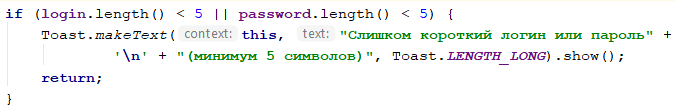 if (login.length() < 5 || password.length() < 5) {
Toast.makeText( context: this, text: "Слишком короткий логин или пароль" +
'\n' + "(минимум 5 символов)", Toast.LENGTH_LONG).show();
return;
}